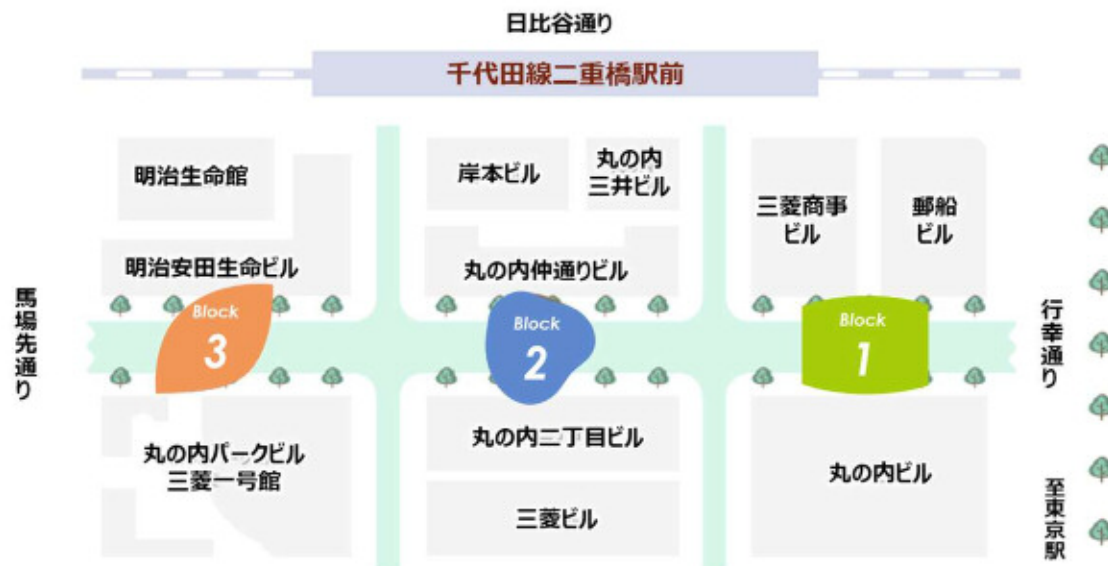 日比谷通り
千代田線二重橋駅前
明治生命館
岸本ビル
丸の内
三井ビル
三菱商事
ビル
郵船
ビル
明治安田生命ビル
丸の内仲通りビル
馬場先通り
Block
3
Block
2
Block
1
行幸通り
丸の内パークビル
三菱一号館
丸の内二丁目ビル
丸の内ビル
三菱ビル
至東京駅